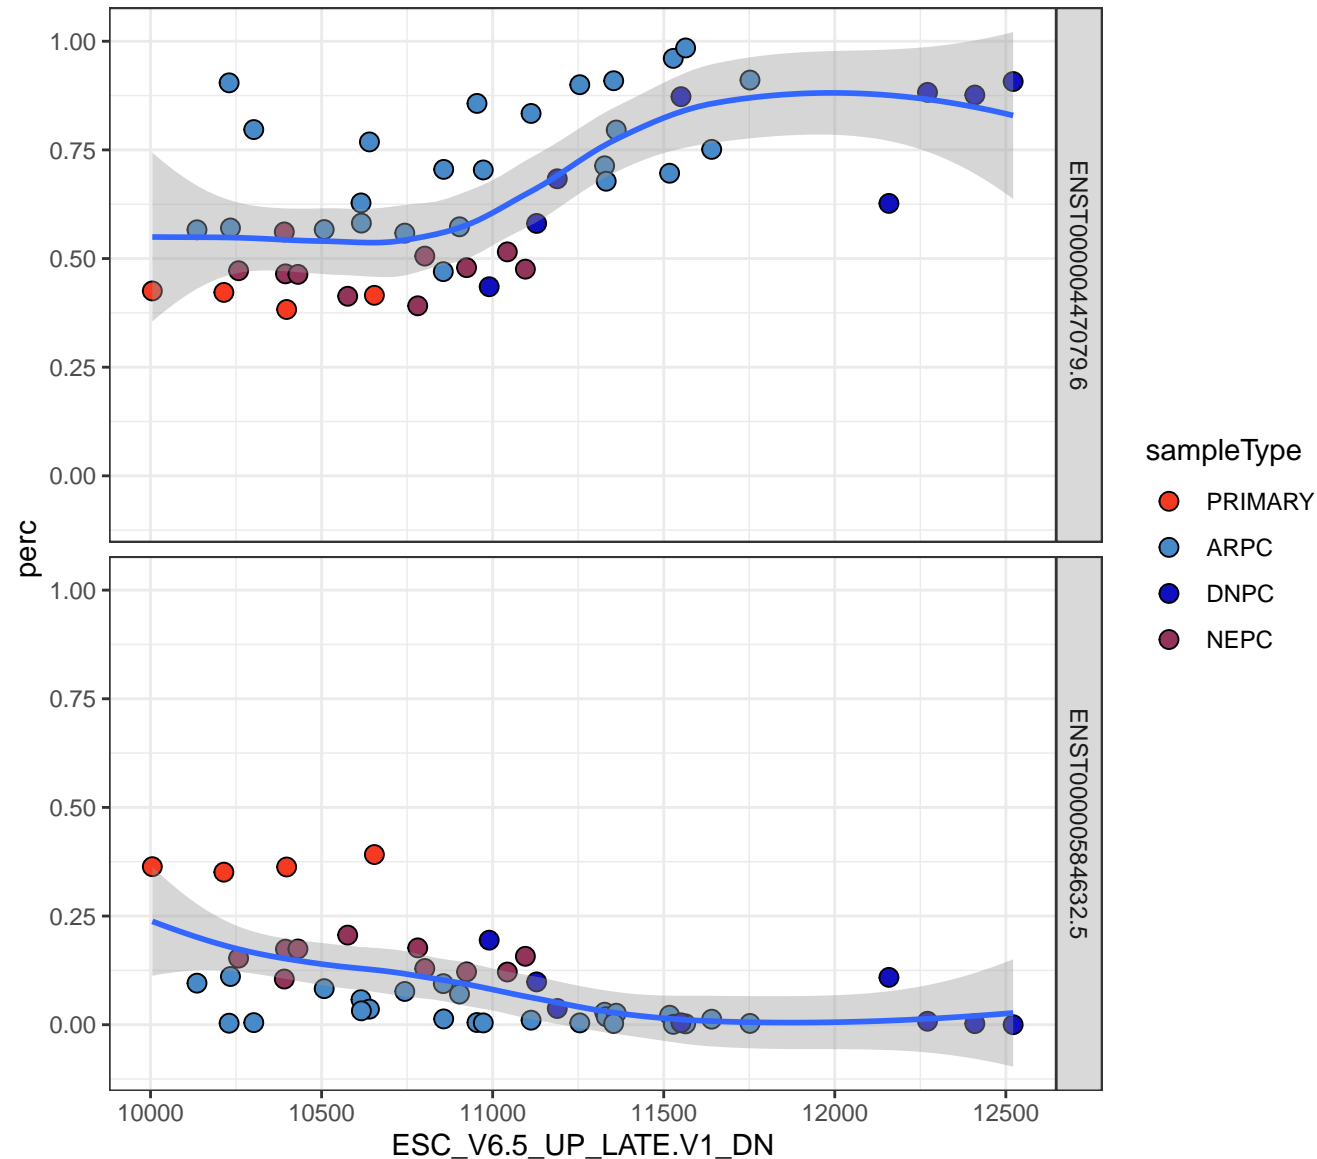 1.00
0.75
0.50
0.25
0.00
ENST00000447079.6
perc
1.00
0.75
0.50
0.25
0.00
ENST00000584632.5
10000 10500 11000 11500 12000 12500
ESC_V6.5_UP_LATE.V1_DN
sampleType
PRIMARY
ARPC
DNPC
NEPC